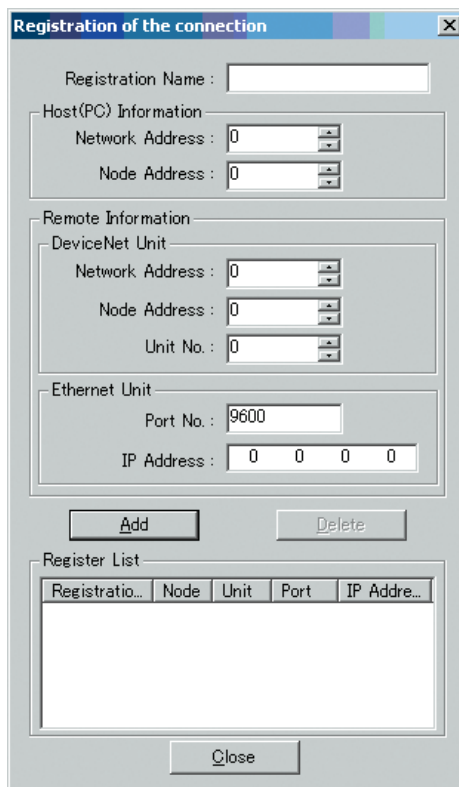 Registration of the connection
Registration Name :
Host(PC) Information
Network Address : 0
Node Address : 0
Remote Information
DeviceNet Unit
Network Address : 0
Node Address : 0
Unit No. : 0
Ethernet Unit
Port No. : 9600
IP Address : 0 0 0 0
Add Delete
Register List
Registratio... Node Unit Port IP Addre...
Close